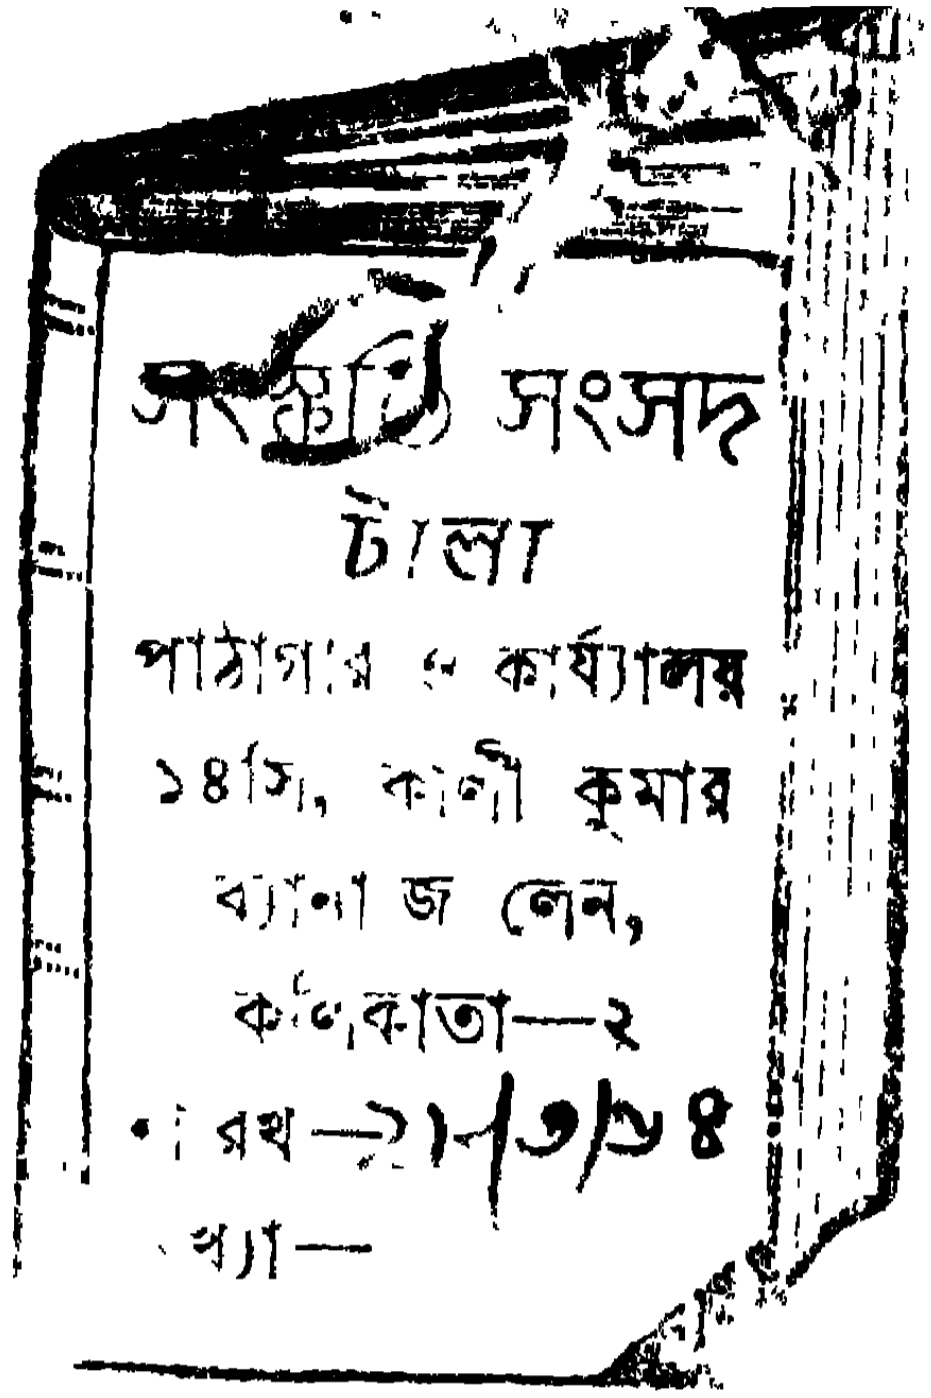 সংস্কৃতি সংসদ
টালা
পাঠাগার ও কার্য্যালয়
১৪সি, কালী কুমার
ব্যানার্জি লেন,
কলিকাতা—২
তারিখ—
সংখ্যা—